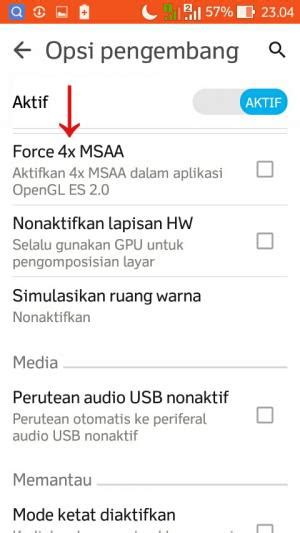 57% 23.04
Opsi pengembang
Aktif AKTIF
Force 4x MSAA
Aktifkan 4x MSAA dalam aplikasi
OpenGL ES 2.0
Nonaktifkan lapisan HW
Selalu gunakan GPU untuk
pengomposisian layar
Simulasikan ruang warna
Nonaktifkan
Media
Perutean audio USB nonaktif
Perutean otomatis ke periferal
audio USB nonaktif
Memantau
Mode ketat diaktifkan